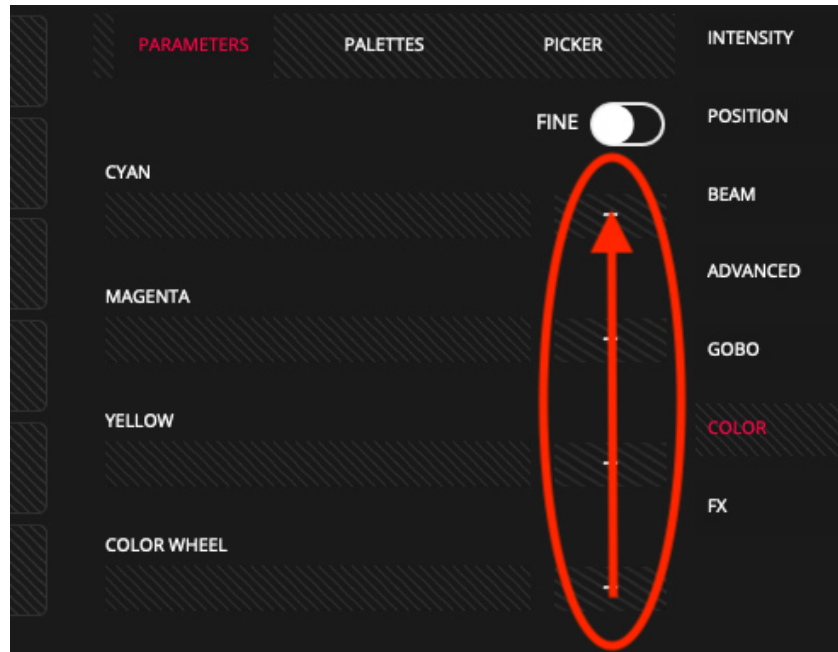 PARAMETERS PALETTES PICKER
FINE
CYAN
-
MAGENTA
-
YELLOW
-
COLOR WHEEL
-
INTENSITY
POSITION
BEAM
ADVANCED
GOBO
COLOR
FX